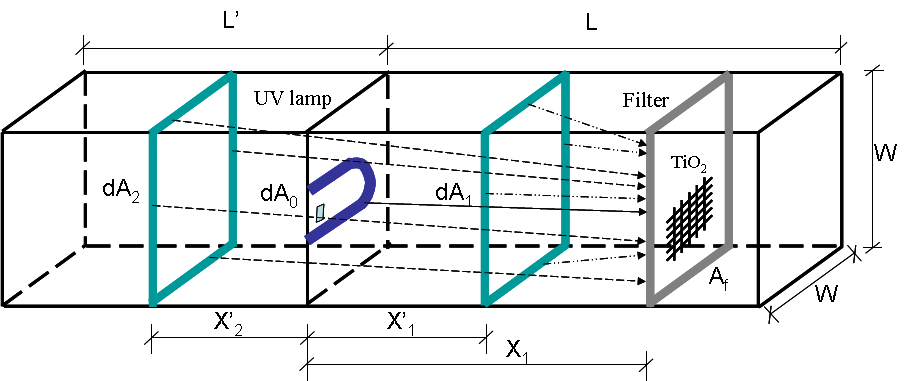 L’
L
UV lamp
Filter
W
TiO2
dA2
dA0
dA1
Af
W
X’2
X’1
X1